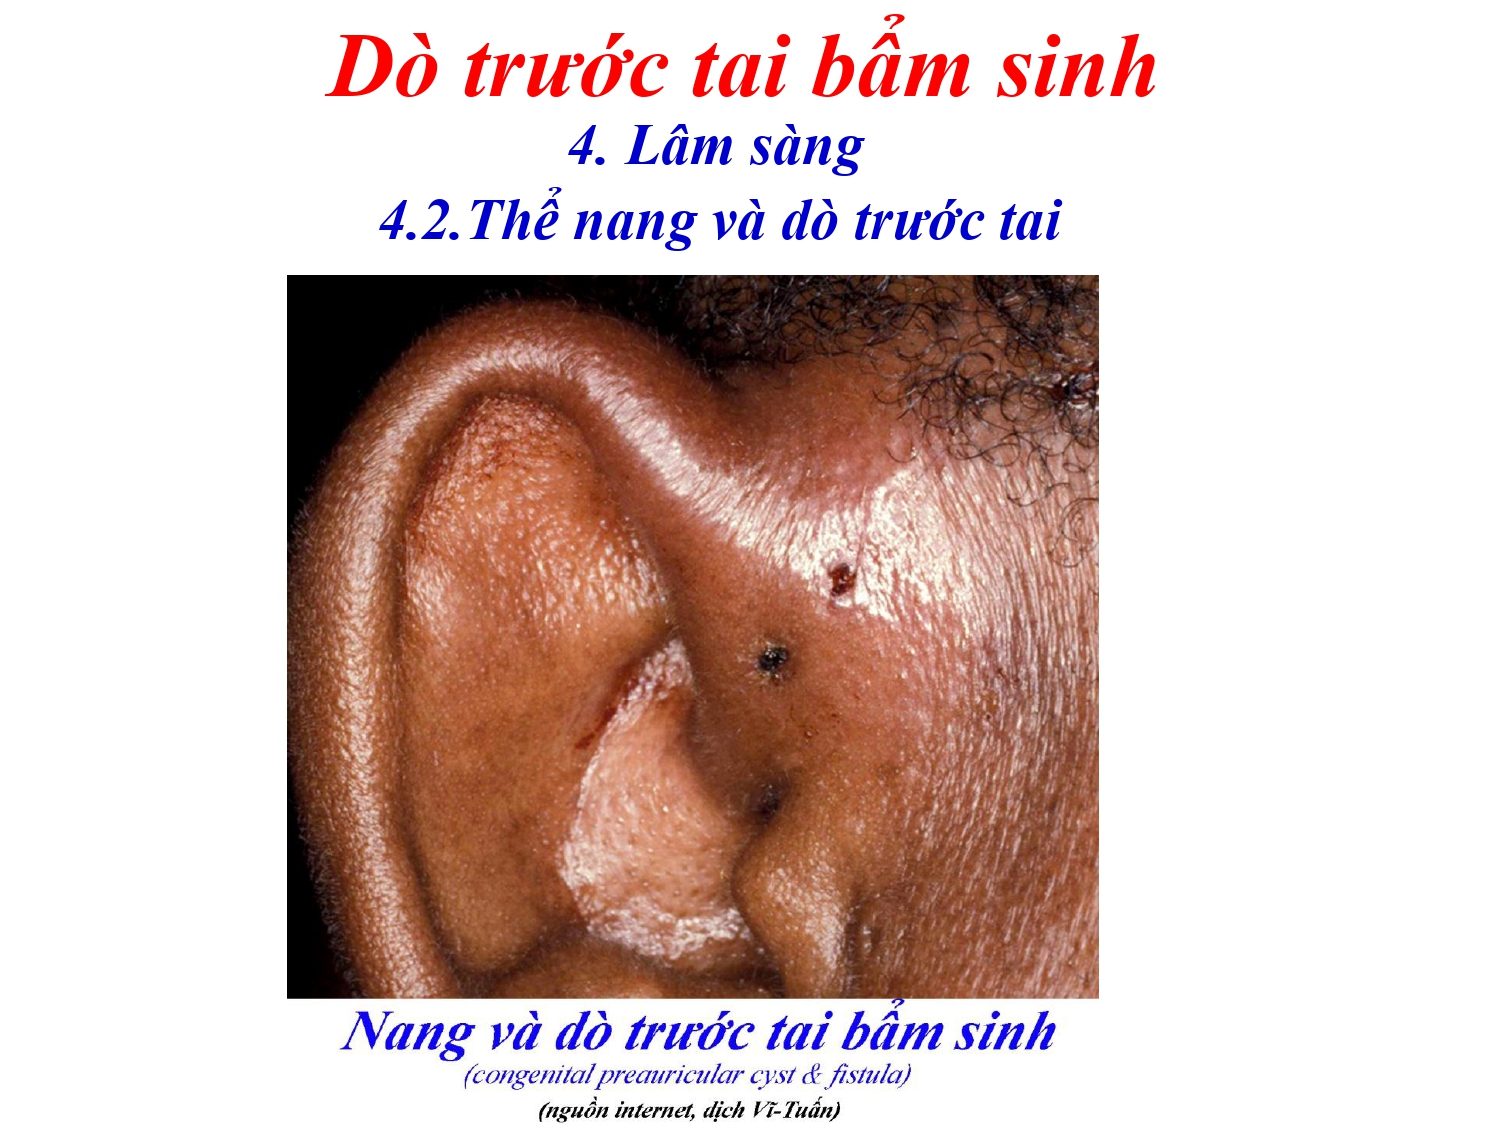 Dò trước tai bẩm sinh
4. Lâm sàng
4.2.Thể nang và dò trước tai
Nang và dò trước tai bẩm sinh
(congenital preauricular cyst & fistula)
(nguồn internet, dịch Vĩ-Tuấn)